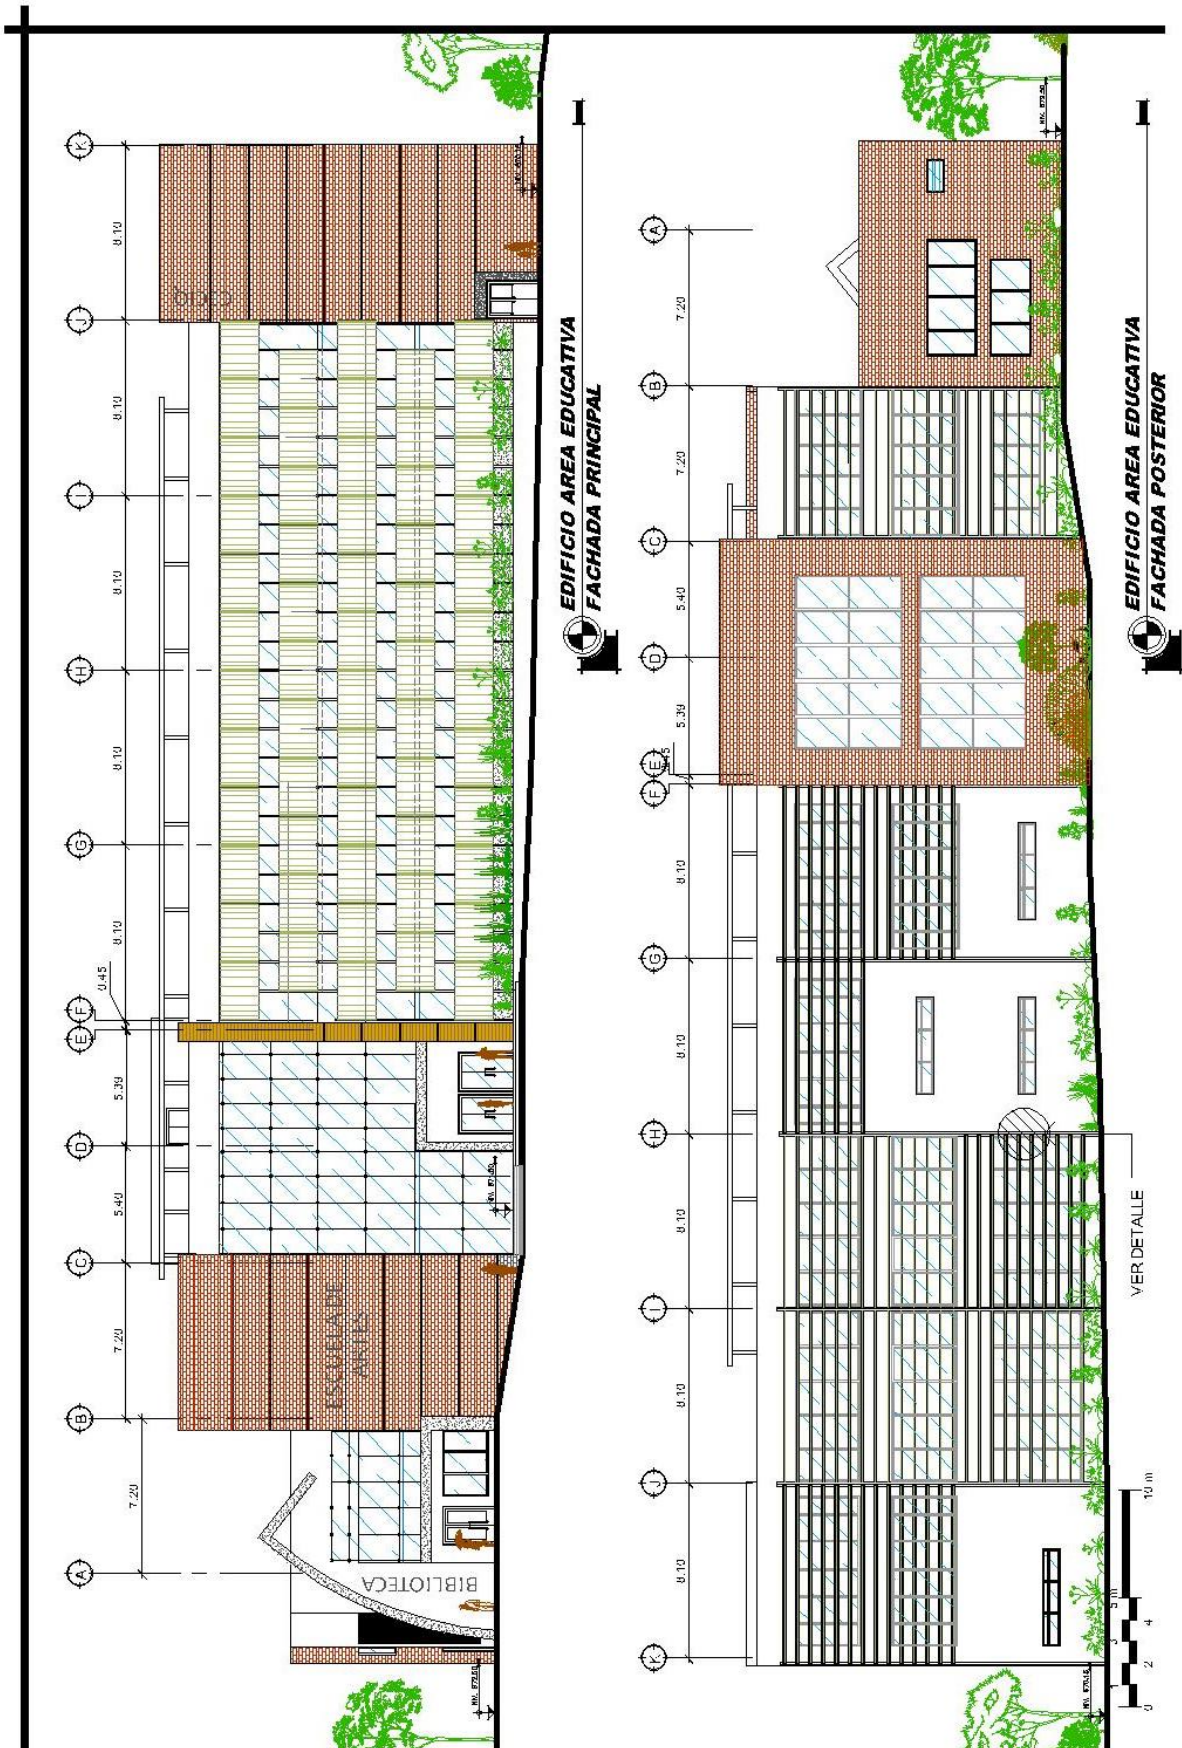 EDIFICIO AREA EDUCATIVA
FACHADA PRINCIPAL
A
B
C
D
E
F
G
H
I
J
K
7.20
7.20
5.40
5.39
0.45
8.10
8.10
8.10
8.10
8.10
BIBLIOTECA
ESCUELA DE
ARTES
EDIFICIO AREA EDUCATIVA
FACHADA POSTERIOR
K
J
I
H
G
F
E
D
C
B
A
8.10
8.10
8.10
8.10
8.10
5.39
5.40
7.20
7.20
VER DETALLE
0
1
2
3
4
5 m
10 m